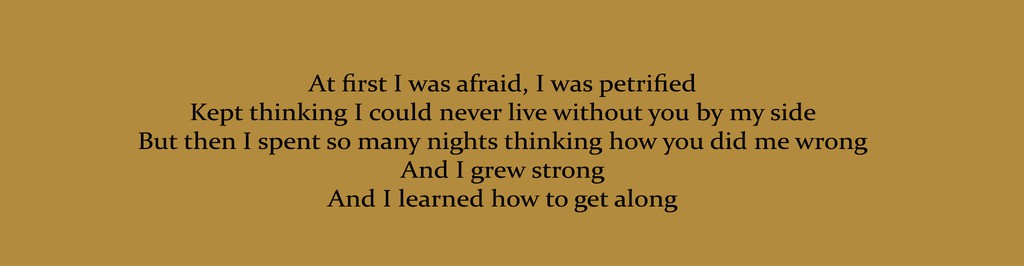 At first I was afraid, I was petrified
Kept thinking I could never live without you by my side
But then I spent so many nights thinking how you did me wrong
And I grew strong
And I learned how to get along